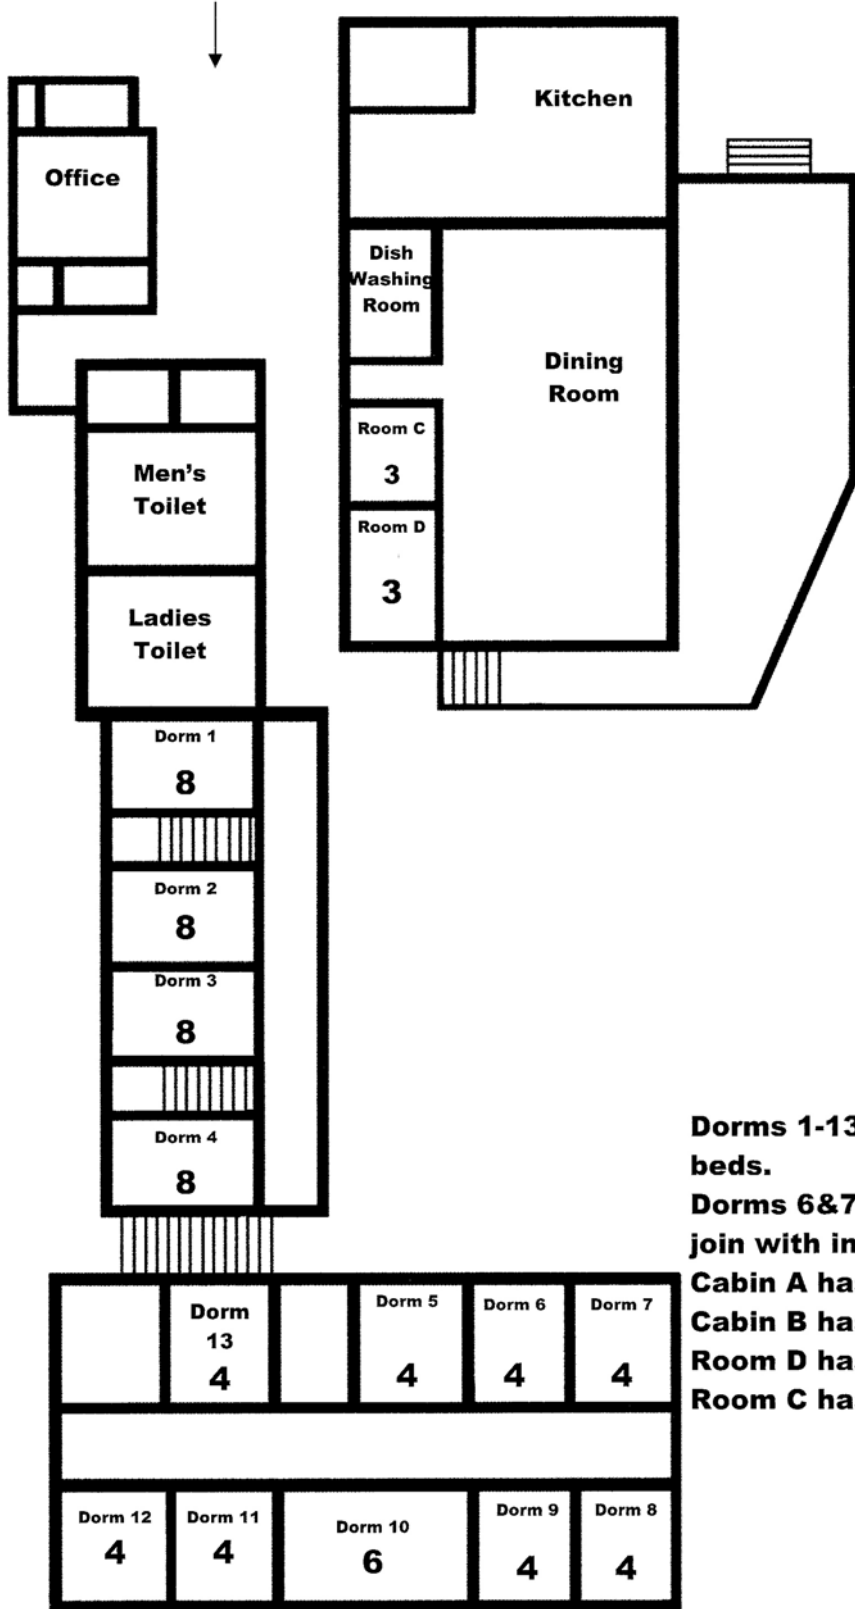 Kitchen
Office
Dish
Washing
Room
Dining
Room
Room C
3
Men's
Toilet
Room D
3
Ladies
Toilet
Dorm 1
8
Dorm 2
8
Dorm 3
8
Dorm 4
8
Dorms 1-13
beds.
Dorms 6&7
join with in
Cabin A ha
Cabin B ha
Room D ha
Room C ha
Dorm
13
4
Dorm 5
4
Dorm 6
4
Dorm 7
4
Dorm 12
4
Dorm 11
4
Dorm 10
6
Dorm 9
4
Dorm 8
4